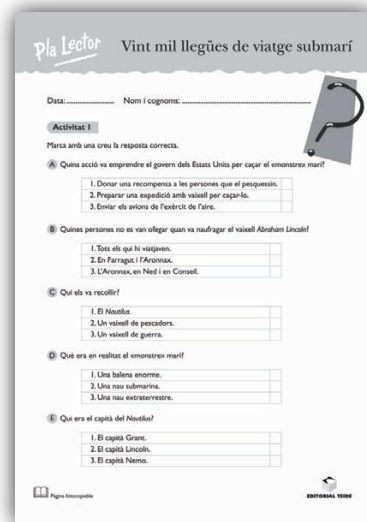 Pla Lector
Vint mil llegües de viatge submarí
Data: Nom i cognoms:
Activitat 1
Marca amb una creu la resposta correcta.
A Quina acció va emprendre el govern dels Estats Units per caçar el «monstre» marí?
1. Donar una recompensa a les persones que el pesquessin.
2. Preparar una expedició amb vaixell per caçar-lo.
3. Enviar els avions de l'exèrcit de l'aire.
B Quines persones no es van ofegar quan va naufragar el vaixell Abraham Lincoln?
1. Tots els qui hi viatjaven.
2. En Farragut i l'Aronnax.
3. L'Aronnax, en Ned i en Consell.
C Qui els va recollir?
1. El Nautilus.
2. Un vaixell de pescadors.
3. Un vaixell de guerra.
D Què era en realitat el «monstre» marí?
1. Una balena enorme.
2. Una nau submarina.
3. Una nau extraterrestre.
E Qui era el capità del Nautilus?
1. El capità Grant.
2. El capità Lincoln.
3. El capità Nemo.
Pàgina fotocopiable
EDITORIAL TEIDE